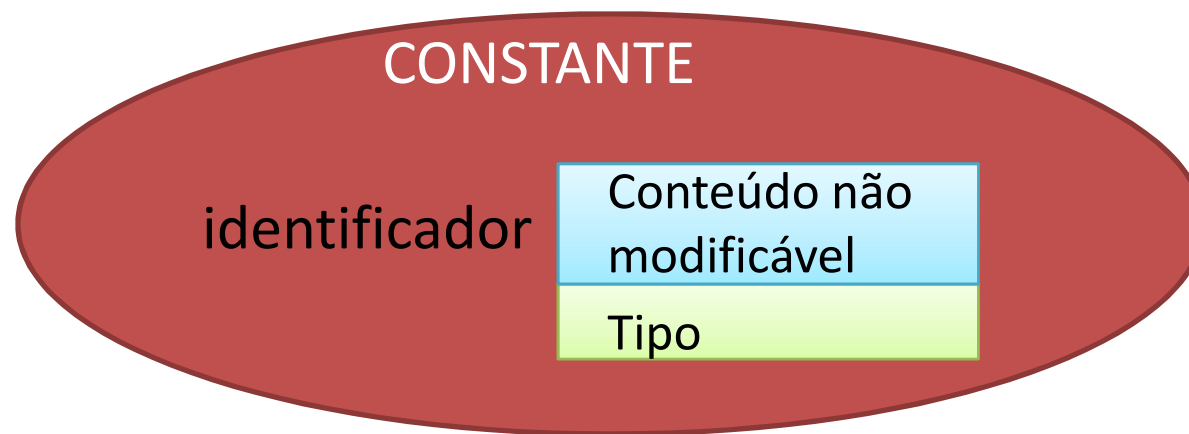 CONSTANTE
identificador
Conteúdo não
modificável
Tipo